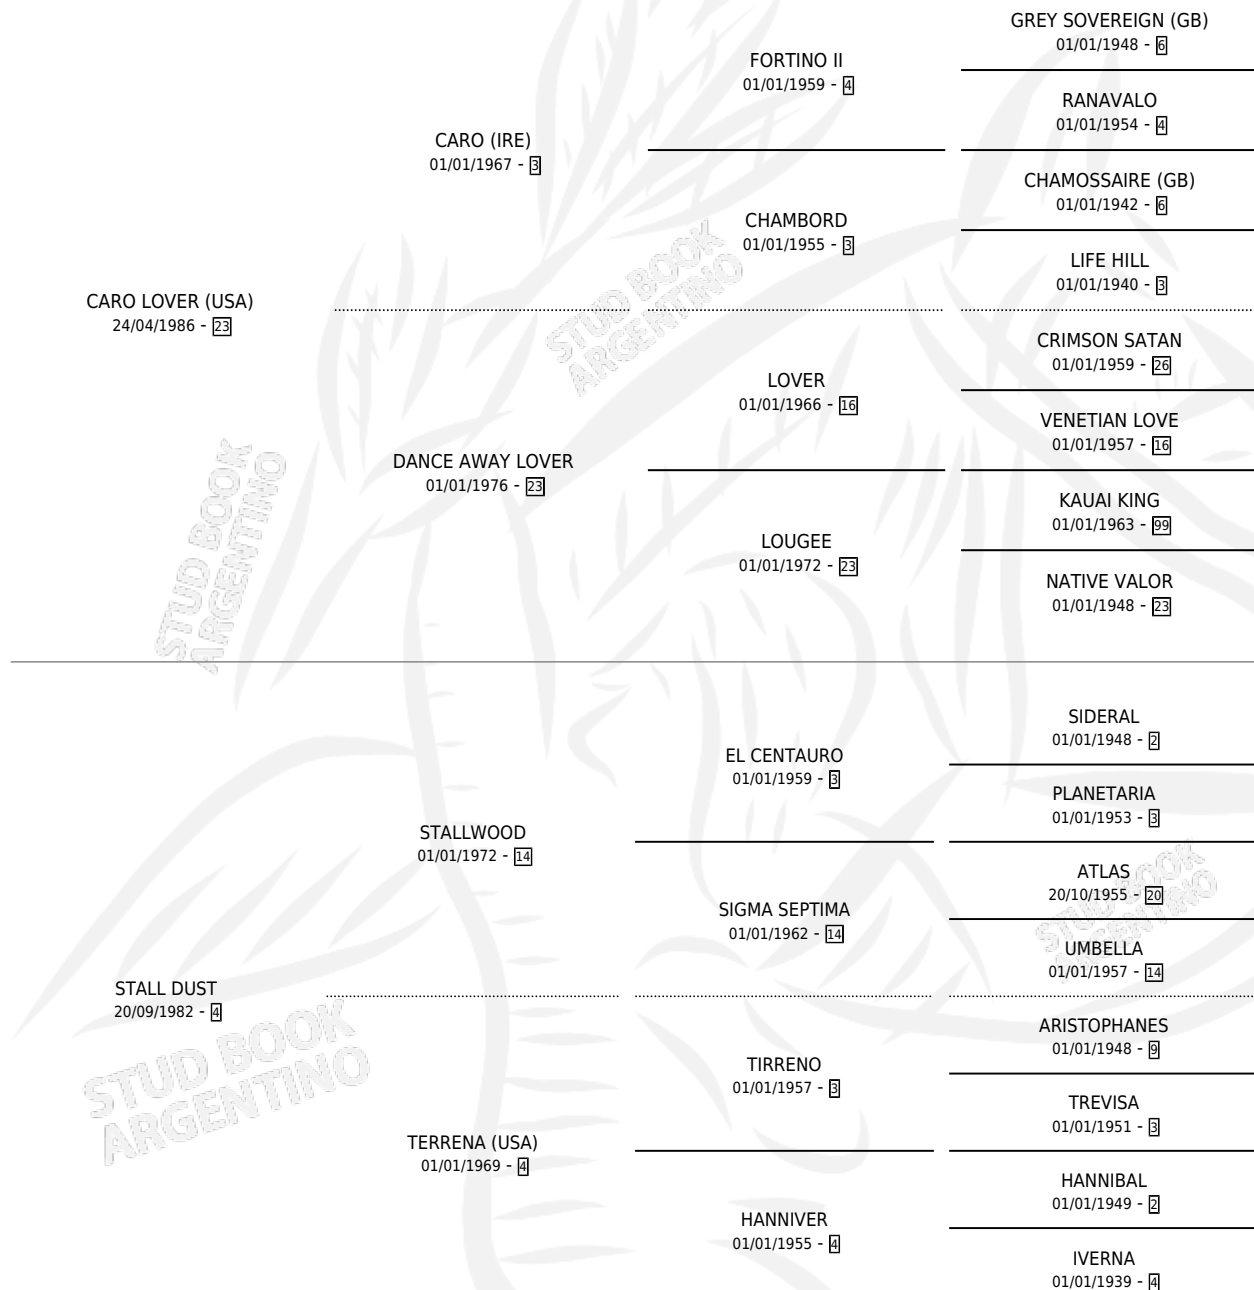 GREY SOVEREIGN (GB)
01/01/1948 - 6
FORTINO II
01/01/1959 - 4
RANAVALO
01/01/1954 - 4
CARO (IRE)
01/01/1967 - 3
CHAMOSSAIRE (GB)
01/01/1942 - 6
CHAMBORD
01/01/1955 - 3
LIFE HILL
01/01/1940 - 3
CARO LOVER (USA)
24/04/1986 - 23
CRIMSON SATAN
01/01/1959 - 26
LOVER
01/01/1966 - 16
VENETIAN LOVE
01/01/1957 - 16
DANCE AWAY LOVER
01/01/1976 - 23
KAUAI KING
01/01/1963 - 99
LOUGEE
01/01/1972 - 23
NATIVE VALOR
01/01/1948 - 23
SIDERAL
01/01/1948 - 2
EL CENTAURO
01/01/1959 - 3
PLANETARIA
01/01/1953 - 3
STALLWOOD
01/01/1972 - 14
ATLAS
20/10/1955 - 20
SIGMA SEPTIMA
01/01/1962 - 14
UMBELLA
01/01/1957 - 14
STALL DUST
20/09/1982 - 4
ARISTOPHANES
01/01/1948 - 9
TIRRENO
01/01/1957 - 3
TREVISA
01/01/1951 - 3
TERRENA (USA)
01/01/1969 - 4
HANNIBAL
01/01/1949 - 2
HANNIVER
01/01/1955 - 4
IVERNA
01/01/1939 - 4
STUD BOOK
ARGENTINO
STUD BOOK
ARGENTINO
STUD BOOK
ARGENTINO
STUD BOOK
ARGENTINO